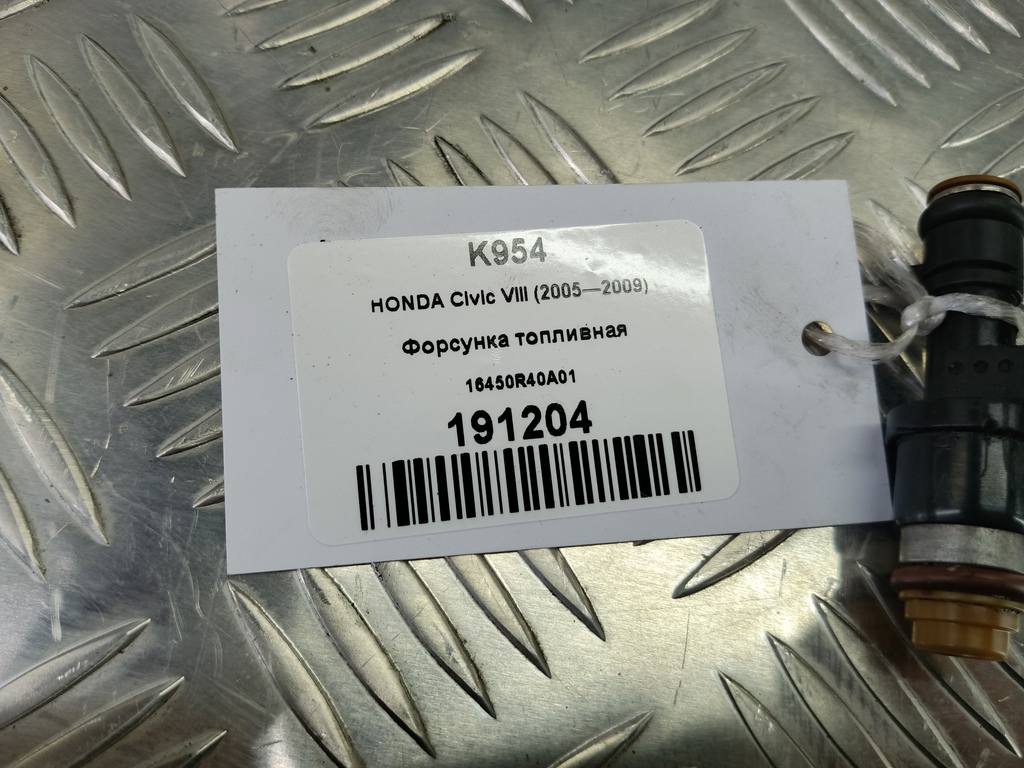 K954
HONDA Civic VIII (2005—2009)
Форсунка топливная
16450R40A01
191204